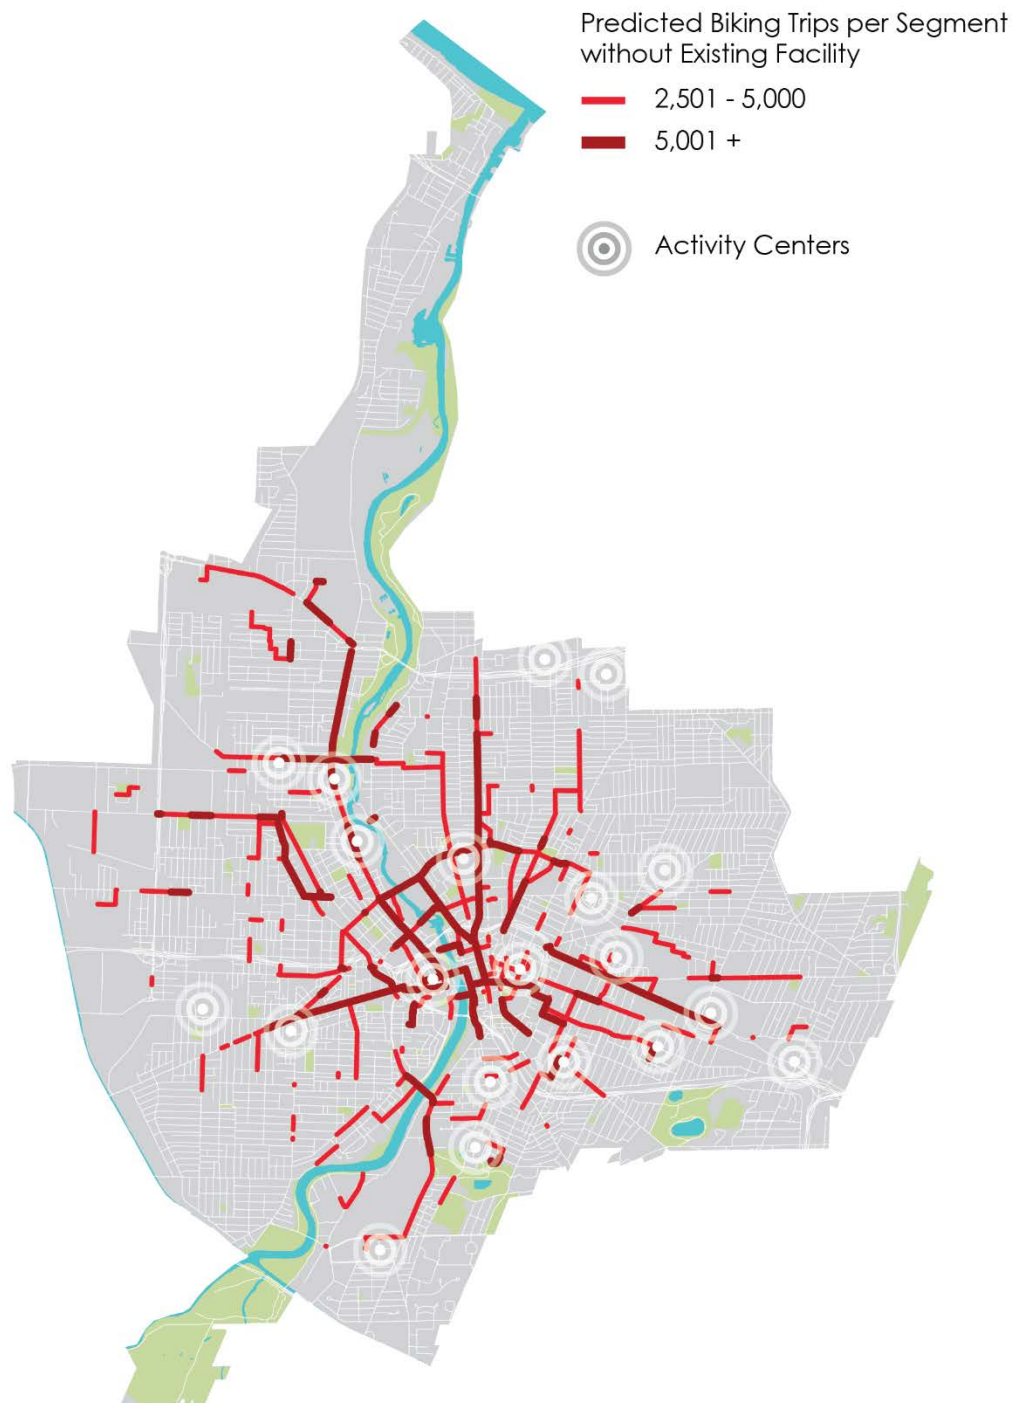 Predicted Biking Trips per Segment
without Existing Facility
2,501 - 5,000
5,001 +
Activity Centers